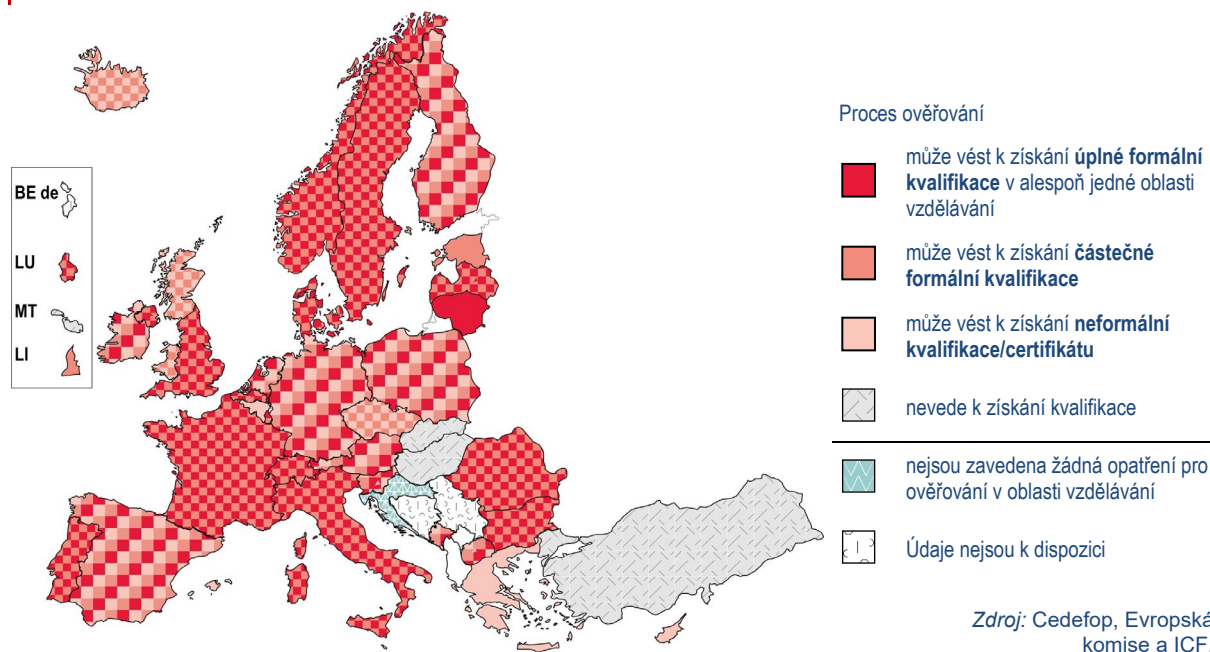 BE de
LU
MT
LI
Proces ověřování
může vést k získání úplné formální
kvalifikace v alespoň jedné oblasti
vzdělávání
může vést k získání částečné
formální kvalifikace
může vést k získání neformální
kvalifikace/certifikátu
nevede k získání kvalifikace
nejsou zavedena žádná opatření pro
ověřování v oblasti vzdělávání
Údaje nejsou k dispozici
Zdroj: Cedefop, Evropská
komise a ICF.